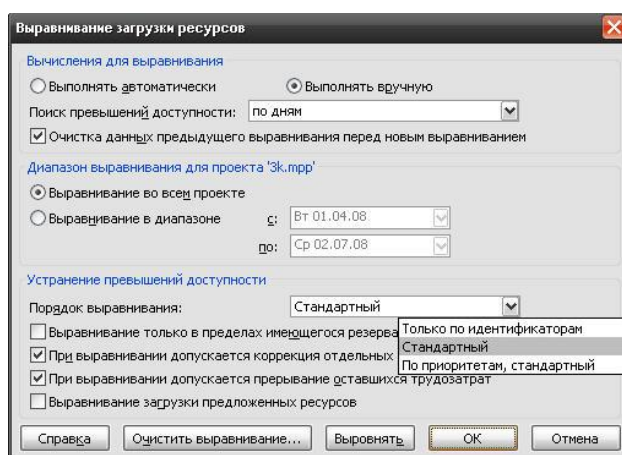 Выравнивание загрузки ресурсов
Вычисления для выравнивания
Выполнять автоматически Выполнять вручную
Поиск превышений доступности: по дням
Очистка данных предыдущего выравнивания перед новым выравниванием
Диапазон выравнивания для проекта '3k.mpp'
Выравнивание во всем проекте
Выравнивание в диапазоне с: Вт 01.04.08
по: Ср 02.07.08
Устранение превышений доступности
Порядок выравнивания: Стандартный
Выравнивание только в пределах имеющегося резерва Только по идентификаторам
При выравнивании допускается коррекция отдельных Стандартный
При выравнивании допускается прерывание оставшихся трудозатрат По приоритетам, стандартный
Выравнивание загрузки предложенных ресурсов
Справка Очистить выравнивание... Выровнять ОК Отмена